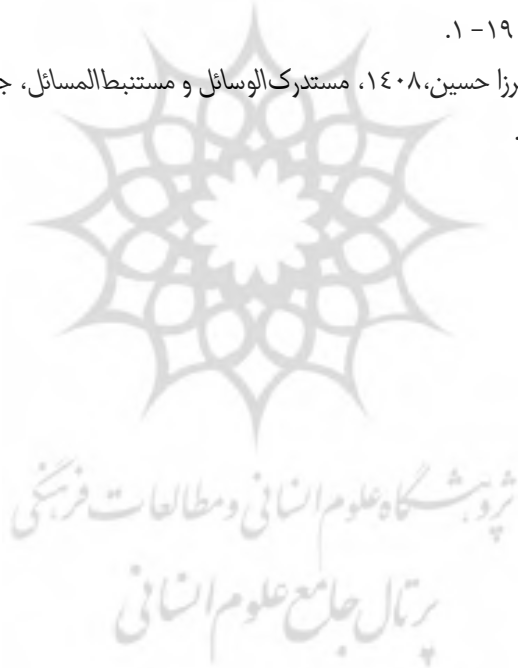 ۱۹ - ۱.
رزا حسین،۱٤۰۸، مستدرک‌الوسائل و مستنبط‌المسائل، ج
.
پژوهشگاه علوم انسانی و مطالعات فرهنگی
پرتال جامع علوم انسانی